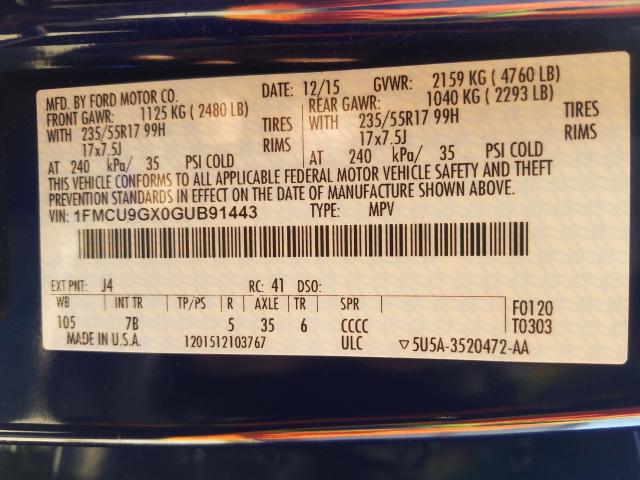 MFD. BY FORD MOTOR CO. DATE: 12/15 GVWR: 2159 KG ( 4760 LB)
FRONT GAWR: 1125 KG ( 2480 LB) REAR GAWR: 1040 KG ( 2293 LB)
WITH 235/55R17 99H TIRES WITH 235/55R17 99H TIRES
17x7.5J RIMS 17x7.5J RIMS
AT 240 kPa/ 35 PSI COLD AT 240 kPa/ 35 PSI COLD
THIS VEHICLE CONFORMS TO ALL APPLICABLE FEDERAL MOTOR VEHICLE SAFETY AND THEFT
PREVENTION STANDARDS IN EFFECT ON THE DATE OF MANUFACTURE SHOWN ABOVE.
VIN: 1FMCU9GX0GUB91443 TYPE: MPV
EXT PNT: J4 RC: 41 DSO:
WB INT TR TP/PS R AXLE TR SPR F0120
105 7B 5 35 6 CCCC T0303
MADE IN U.S.A. 1201512103767 ULC ▽5U5A-3520472-AA